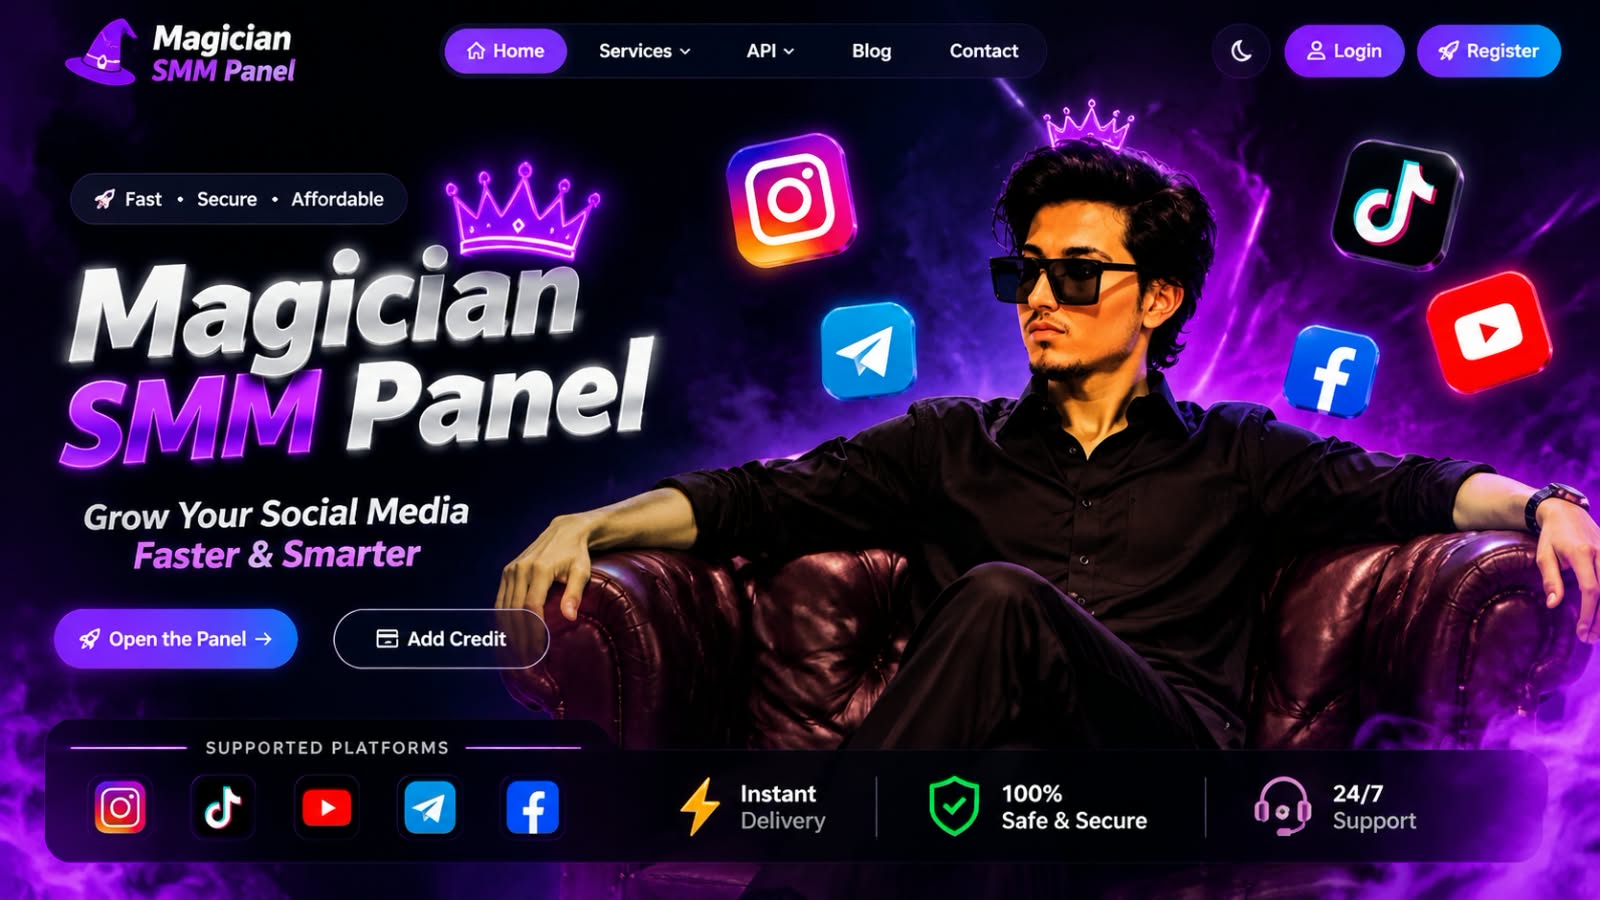 Magician
SMM Panel
Home
Services
API
Blog
Contact
Login
Register
Fast • Secure • Affordable
Magician
SMM Panel
Grow Your Social Media
Faster & Smarter
Open the Panel →
Add Credit
SUPPORTED PLATFORMS
Instant
Delivery
100%
Safe & Secure
24/7
Support